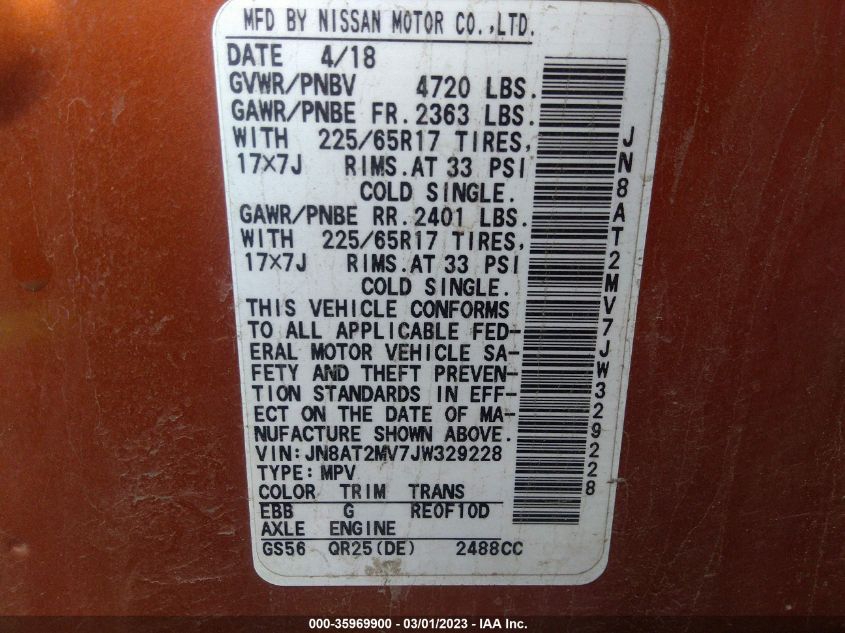 MFD BY NISSAN MOTOR CO.,LTD.
DATE 4/18
GVWR/PNBV 4720 LBS.
GAWR/PNBE FR. 2363 LBS.
WITH 225/65R17 TIRES,
17×7J RIMS.AT 33 PSI
COLD SINGLE.
GAWR/PNBE RR. 2401 LBS.
WITH 225/65R17 TIRES,
17×7J RIMS.AT 33 PSI
COLD SINGLE.
THIS VEHICLE CONFORMS
TO ALL APPLICABLE FED-
ERAL MOTOR VEHICLE SA-
FETY AND THEFT PREVEN-
TION STANDARDS IN EFF-
ECT ON THE DATE OF MA-
NUFACTURE SHOWN ABOVE.
VIN:JN8AT2MV7JW329228
TYPE:MPV
COLOR TRIM TRANS
EBB G RE0F10D
AXLE ENGINE
GS56 QR25(DE) 2488CC
JN8AT2MV7JW329228
000-35969900 / 03/01/2023 - IAA Inc.